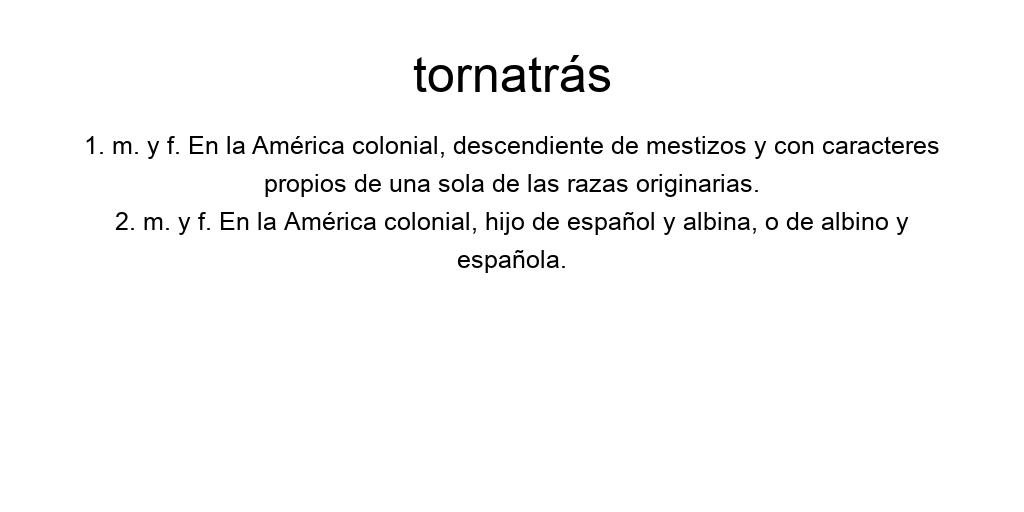 tornatrás
1. m. y f. En la América colonial, descendiente de mestizos y con caracteres
propios de una sola de las razas originarias.
2. m. y f. En la América colonial, hijo de español y albina, o de albino y
española.